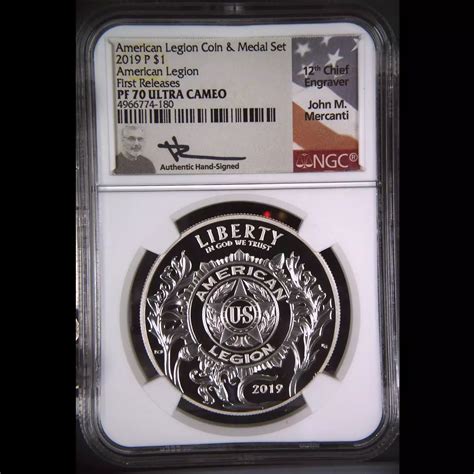 American Legion Coin & Medal Set
2019 P $1
American Legion
First Releases
PF 70 ULTRA CAMEO
4966774-180
Authentic Hand-Signed
12th Chief
Engraver
John M.
Mercanti
NGC®
LIBERTY
IN GOD WE TRUST
AMERICAN
U·S
LEGION
2019